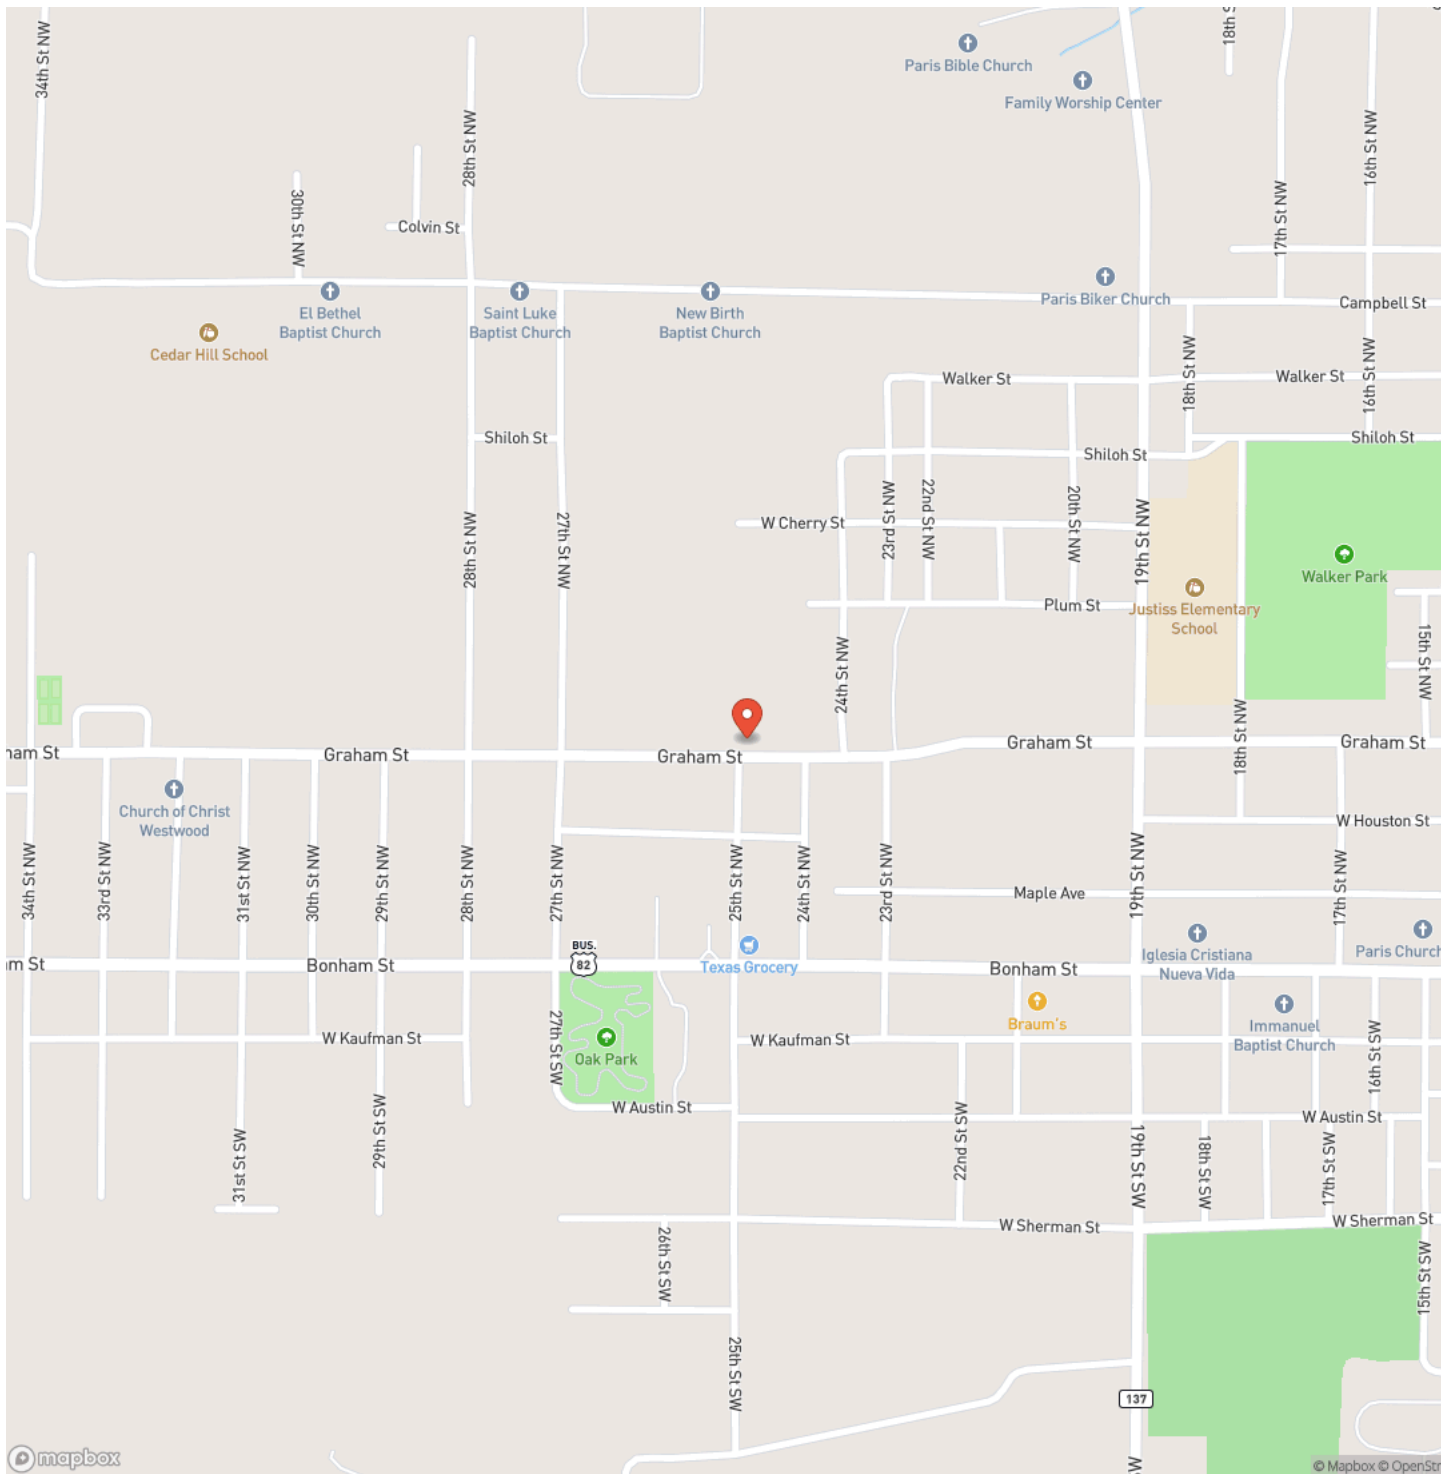 34th St NW
28th St NW
Paris Bible Church
Family Worship Center
18th St NW
17th St NW
16th St NW
30th St NW
Colvin St
El Bethel
Baptist Church
Saint Luke
Baptist Church
New Birth
Baptist Church
Paris Biker Church
Campbell St
Cedar Hill School
Walker St
Walker St
18th St NW
16th St NW
Shiloh St
Shiloh St
Shiloh St
28th St NW
27th St NW
W Cherry St
23rd St NW
22nd St NW
20th St NW
19th St NW
Walker Park
Plum St
Justiss Elementary
School
24th St NW
15th St NW
18th St NW
ham St
Graham St
Graham St
Graham St
Graham St
Church of Christ
Westwood
W Houston St
34th St NW
33rd St NW
31st St NW
30th St NW
29th St NW
28th St NW
27th St NW
25th St NW
24th St NW
23rd St NW
19th St NW
17th St NW
Maple Ave
BUS.
82
m St
Bonham St
Texas Grocery
Bonham St
Iglesia Cristiana
Nueva Vida
Paris Church
Braum's
Immanuel
Baptist Church
W Kaufman St
27th St SW
Oak Park
W Kaufman St
16th St SW
W Austin St
W Austin St
31st St SW
29th St SW
22nd St SW
19th St SW
18th St SW
17th St SW
W Sherman St
W Sherman St
26th St SW
15th St SW
25th St SW
137
W
mapbox
© Mapbox © OpenStr